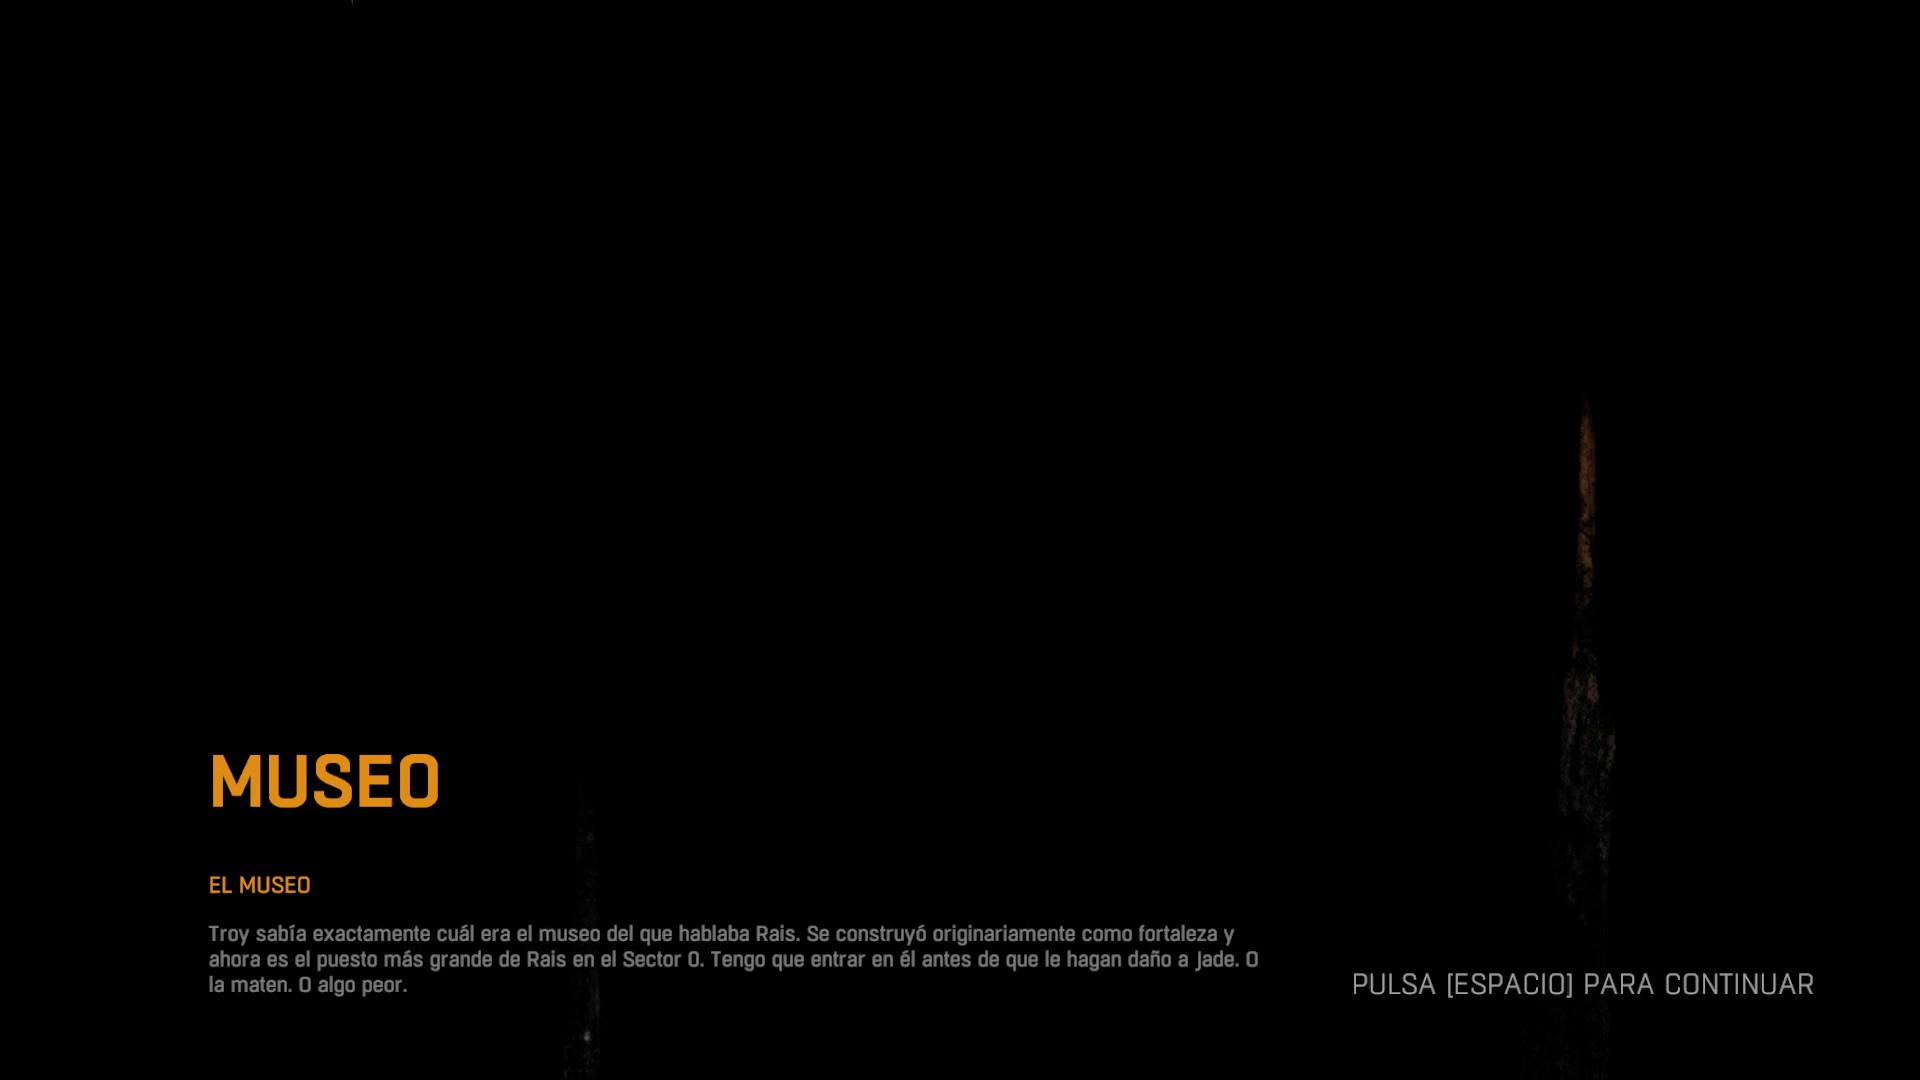 MUSEO
EL MUSEO
Troy sabía exactamente cuál era el museo del que hablaba Rais. Se construyó originariamente como fortaleza y
ahora es el puesto más grande de Rais en el Sector 0. Tengo que entrar en él antes de que le hagan daño a Jade. O
la maten. O algo peor.
PULSA [ESPACIO] PARA CONTINUAR